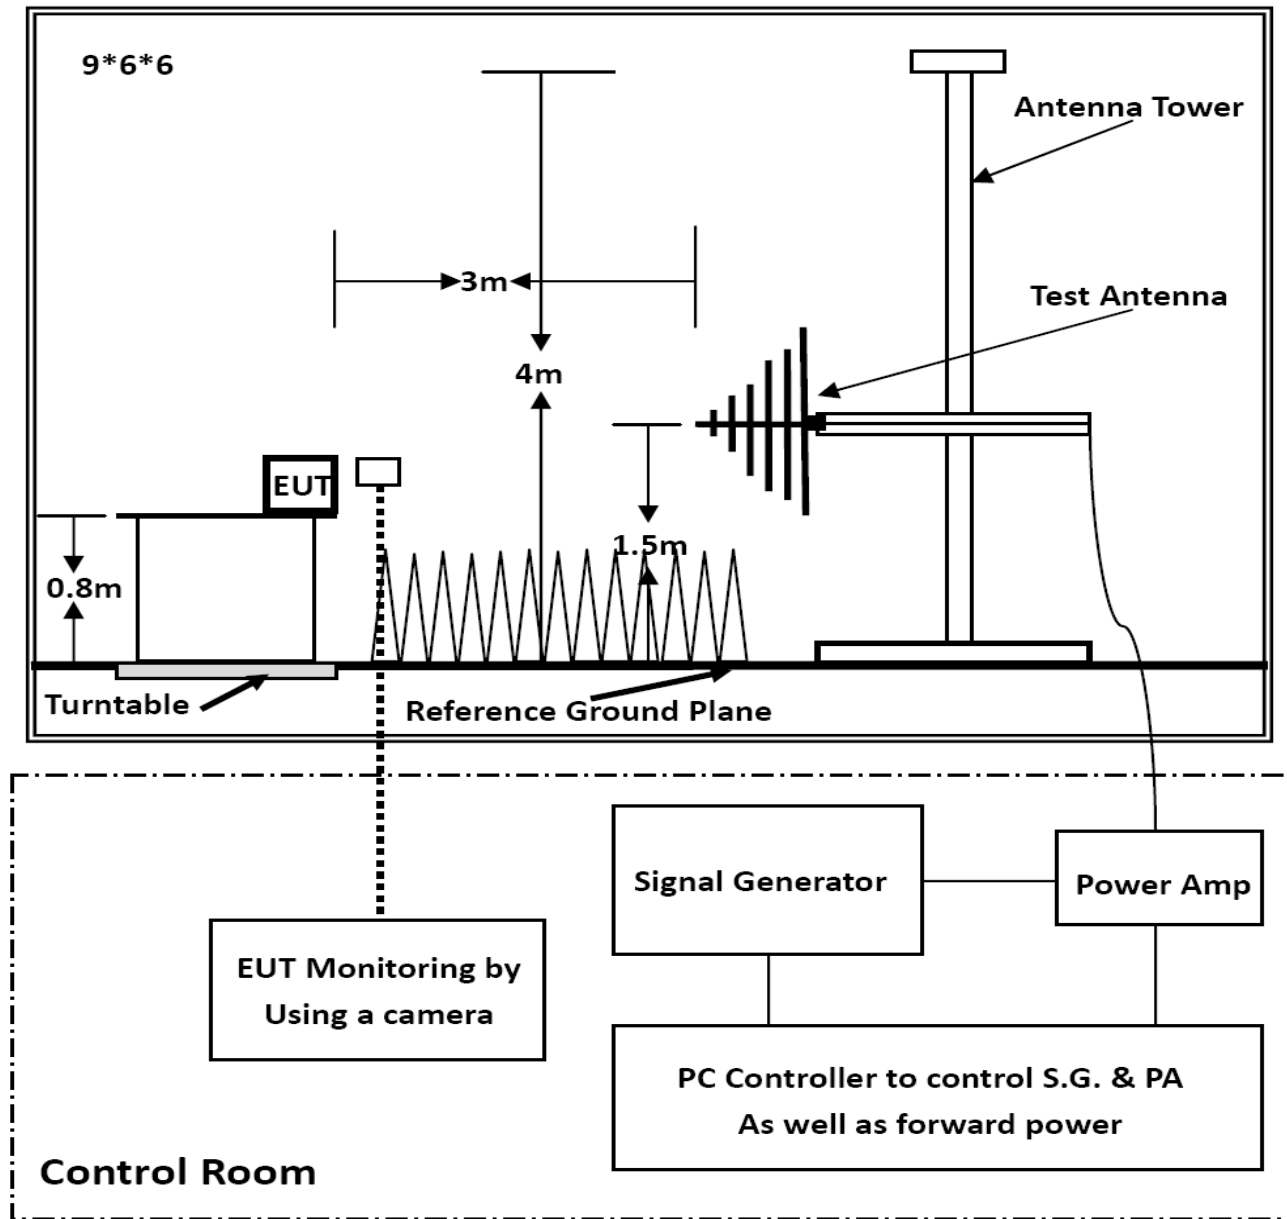 9*6*6
Antenna Tower
3m
Test Antenna
4m
EUT
1.5m
0.8m
Turntable
Reference Ground Plane
Signal Generator
Power Amp
EUT Monitoring by
Using a camera
PC Controller to control S.G. & PA
As well as forward power
Control Room